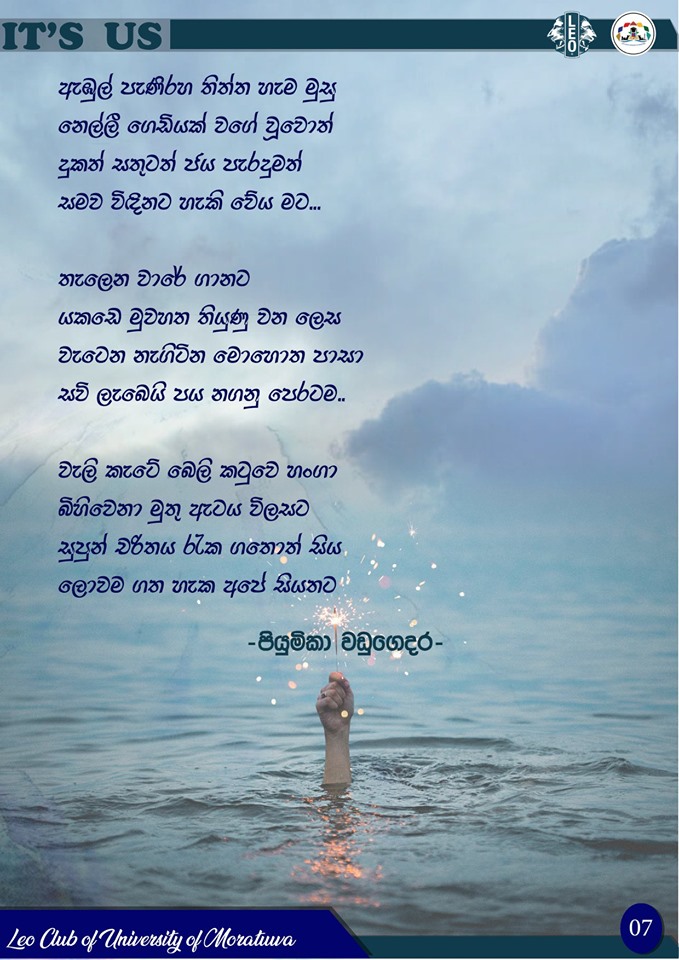 IT'S US
LEO
ඇඹුල් පැණිරහ තිත්ත හැම මුසු
නෙල්ලී ගෙඩියක් වගේ වූවොත්
දුකත් සතුටත් ජය පැරදුමත්
සමව විඳිනට හැකි වේය මට...
තැලෙන වාරේ ගානට
යකඩෙ මුවහත තියුණු වන ලෙස
වැටෙන නැගිටින මොහොත පාසා
සවි ලැබෙයි පය නගනු පෙරටම..
වැලි කැටේ බෙලි කටුවෙ හංගා
බිහිවෙනා මුතු ඇටය විලසට
සුපුන් චරිතය රැක ගතොත් සිය
ලොවම ගත හැක අපේ සියතට
-පියුමිකා වඩුගෙදර-
Leo Club of University of Moratuwa
07